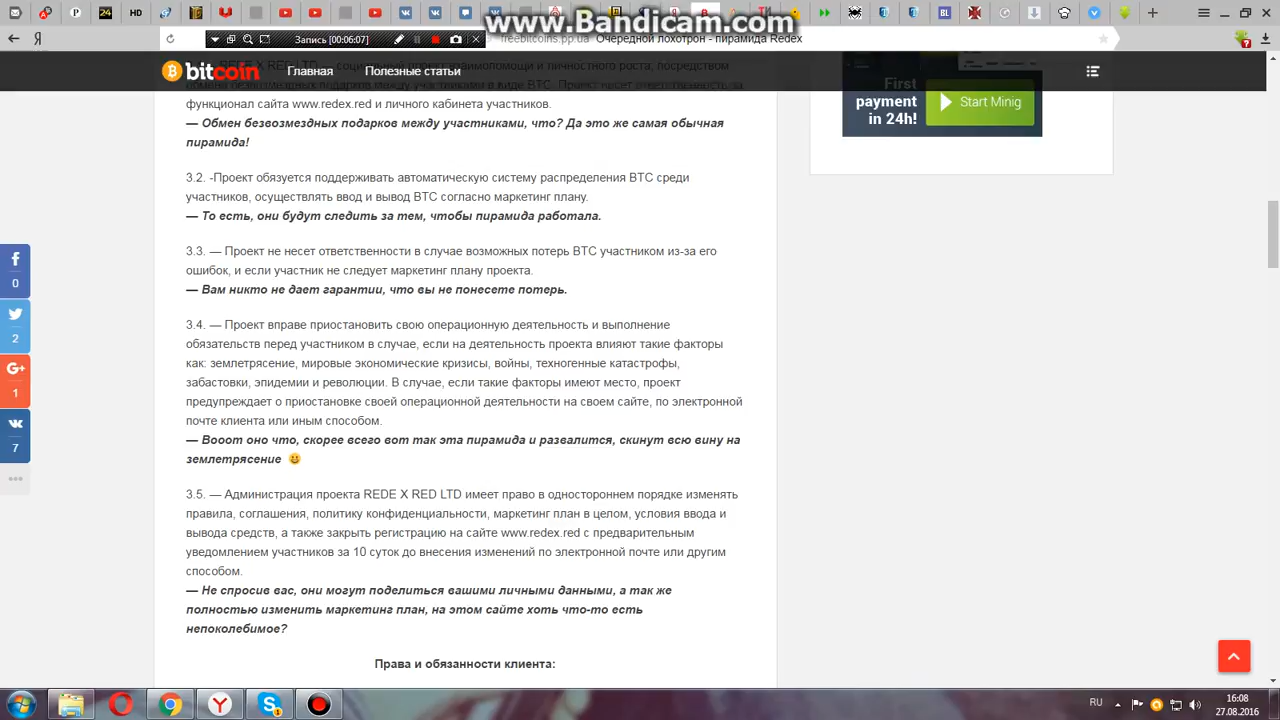 www.Bandicam.com
Я
Запись [00:06:07]
freebitcoins.pp.ua Очередной лохотрон - пирамида Redex
bitcoin
Главная
Полезные статьи
First
payment
in 24h!
Start Minig
функционал сайта www.redex.red и личного кабинета участников.
— Обмен безвозмездных подарков между участниками, что? Да это же самая обычная
пирамида!
3.2. -Проект обязуется поддерживать автоматическую систему распределения BTC среди
участников, осуществлять ввод и вывод BTC согласно маркетинг плану.
— То есть, они будут следить за тем, чтобы пирамида работала.
3.3. — Проект не несет ответственности в случае возможных потерь BTC участником из-за его
ошибок, и если участник не следует маркетинг плану проекта.
— Вам никто не дает гарантии, что вы не понесете потерь.
3.4. — Проект вправе приостановить свою операционную деятельность и выполнение
обязательств перед участником в случае, если на деятельность проекта влияют такие факторы
как: землетрясение, мировые экономические кризисы, войны, техногенные катастрофы,
забастовки, эпидемии и революции. В случае, если такие факторы имеют место, проект
предупреждает о приостановке своей операционной деятельности на своем сайте, по электронной
почте клиента или иным способом.
— Вооот оно что, скорее всего вот так эта пирамида и развалится, скинут всю вину на
землетрясение
3.5. — Администрация проекта REDE X RED LTD имеет право в одностороннем порядке изменять
правила, соглашения, политику конфиденциальности, маркетинг план в целом, условия ввода и
вывода средств, а также закрыть регистрацию на сайте www.redex.red с предварительным
уведомлением участников за 10 суток до внесения изменений по электронной почте или другим
способом.
— Не спросив вас, они могут поделиться вашими личными данными, а так же
полностью изменить маркетинг план, на этом сайте хоть что-то есть
непоколебимое?
Права и обязанности клиента:
0
2
G+
1
7
RU
16:08
27.08.2016